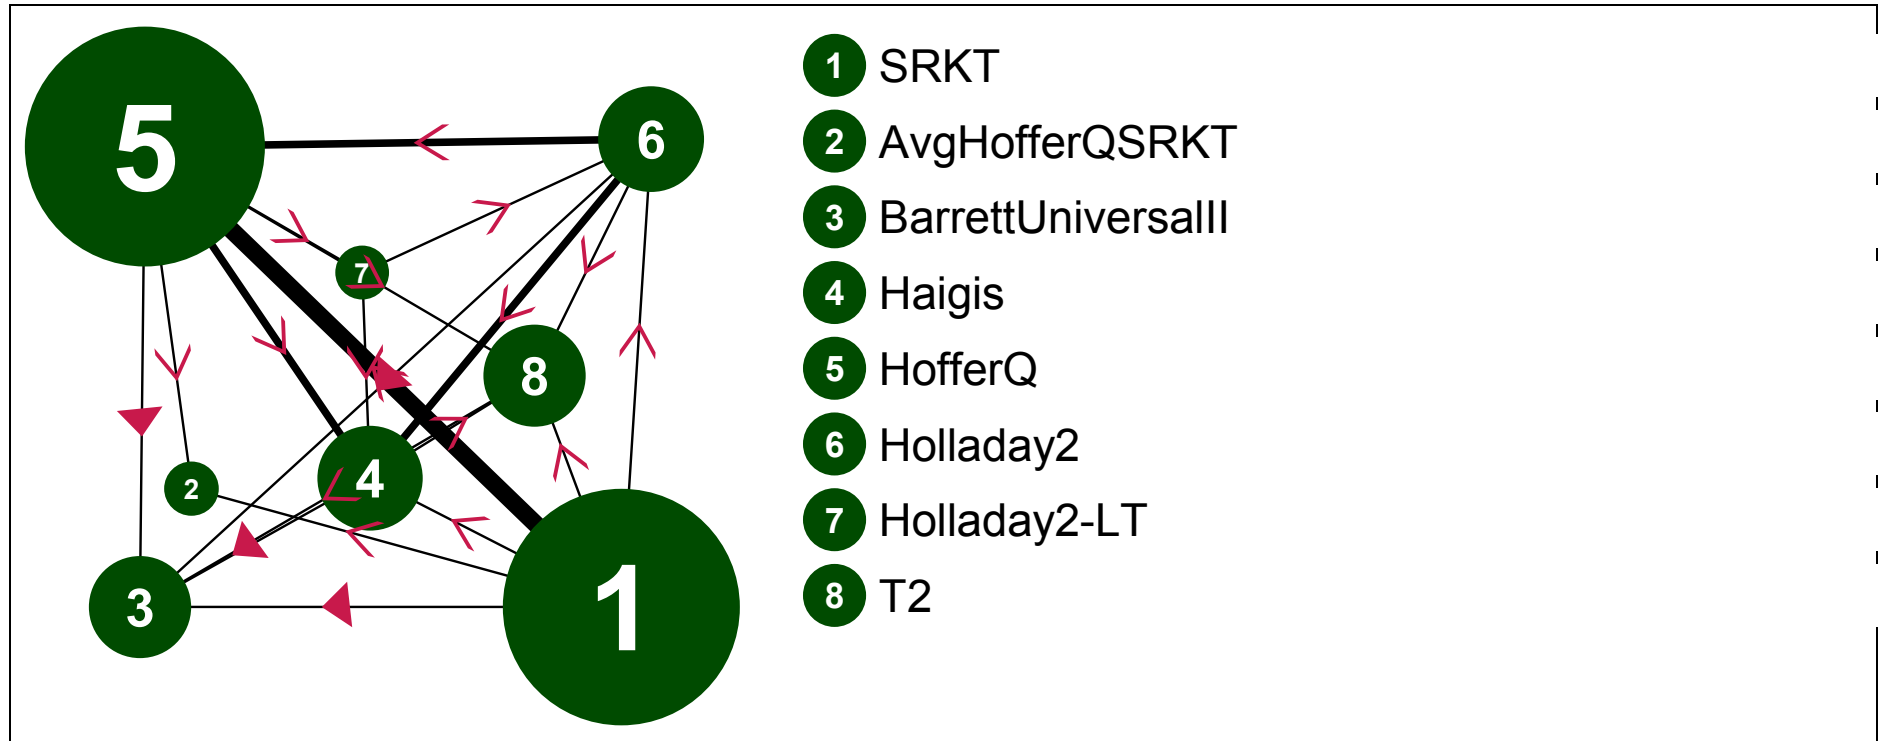 5
6
7
8
4
2
3
1
1 SRKT
2 AvgHofferQSRKT
3 BarrettUniversalII
4 Haigis
5 HofferQ
6 Holladay2
7 Holladay2-LT
8 T2